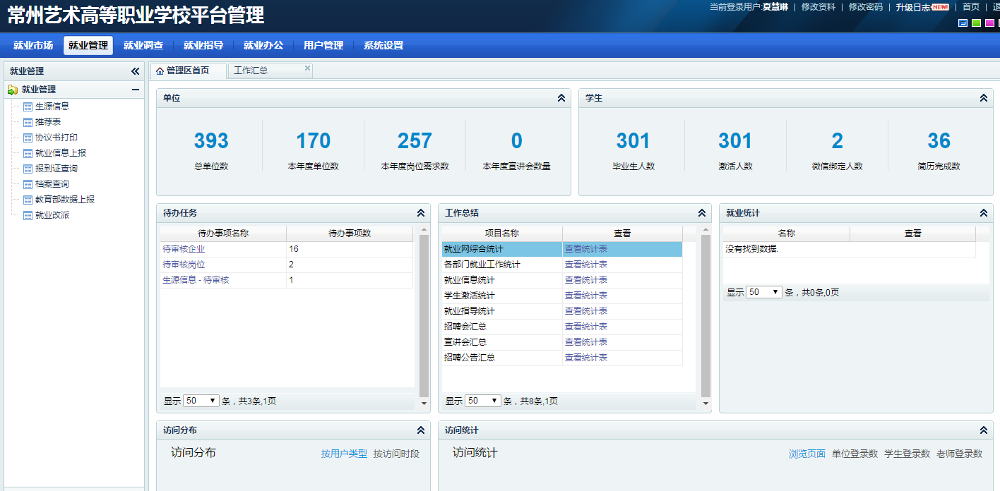 常州艺术高等职业学校平台管理
当前登录用户:夏慧琳 | 修改资料 | 修改密码 | 升级日志 NEW! | 首页 |
就业市场 就业管理 就业调查 就业指导 就业办公 用户管理 系统设置
就业管理
就业管理
生源信息
推荐表
协议书打印
就业信息上报
报到证查询
档案查询
教育部数据上报
就业改派
管理区首页 工作汇总
单位
393 170 257 0
总单位数 本年度单位数 本年度岗位需求数 本年度宣讲会数量
学生
301 301 2 36
毕业生人数 激活人数 微信绑定人数 简历完成数
待办任务
待办事项名称 待办事项数
待审核企业 16
待审核岗位 2
生源信息 - 待审核 1
显示 50 条，共3条,1页
工作总结
项目名称 查看
就业网综合统计 查看统计表
各部门就业工作统计 查看统计表
就业信息统计 查看统计表
学生激活统计 查看统计表
就业指导统计 查看统计表
招聘会汇总 查看统计表
宣讲会汇总 查看统计表
招聘公告汇总 查看统计表
显示 50 条，共8条,1页
就业统计
名称 查看
没有找到数据.
显示 50 条，共0条,0页
访问分布
访问分布 按用户类型 按访问时段
访问统计
访问统计 浏览页面 单位登录数 学生登录数 老师登录数